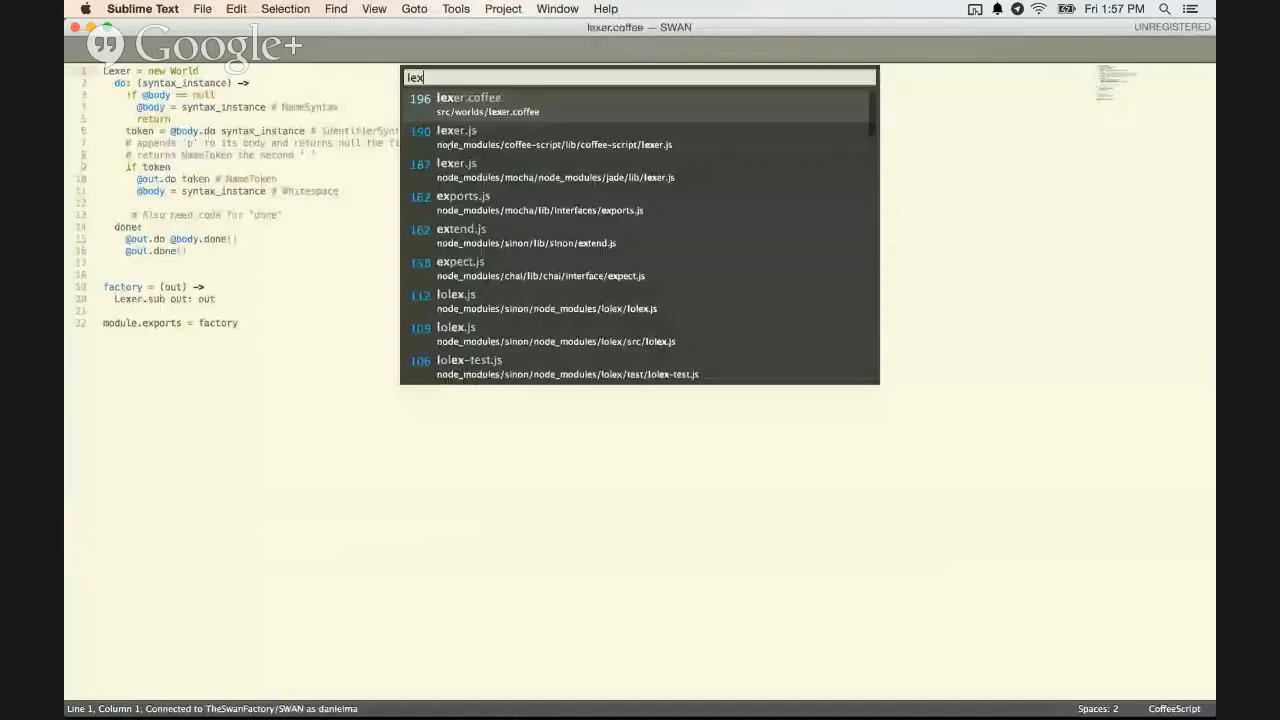 Sublime Text File Edit Selection Find View Goto Tools Project Window Help Fri 1:57 PM
lexer.coffee — SWAN UNREGISTERED
Google+
1 Lexer = new World
2 do: (syntax_instance) ->
3 if @body == null
4 @body = syntax_instance # NameSyntax
5 return
6 token = @body.do syntax_instance # IdentifierSynt
7 # appends 'p' to its body and returns null the fi
8 # returns NameToken the second ' '
9 if token
10 @out.do token # NameToken
11 @body = syntax_instance # Whitespace
12
13 # Also need code for "done"
14 done:
15 @out.do @body.done()
16 @out.done()
17
18
19 factory = (out) ->
20 Lexer.sub out: out
21
22 module.exports = factory
lex
196 lexer.coffee
src/worlds/lexer.coffee
190 lexer.js
node_modules/coffee-script/lib/coffee-script/lexer.js
187 lexer.js
node_modules/mocha/node_modules/jade/lib/lexer.js
182 exports.js
node_modules/mocha/lib/interfaces/exports.js
162 extend.js
node_modules/sinon/lib/sinon/extend.js
158 expect.js
node_modules/chai/lib/chai/interface/expect.js
112 lolex.js
node_modules/sinon/node_modules/lolex/lolex.js
109 lolex.js
node_modules/sinon/node_modules/lolex/src/lolex.js
106 lolex-test.js
node_modules/sinon/node_modules/lolex/test/lolex-test.js
Line 1, Column 1; Connected to TheSwanFactory/SWAN as danielma Spaces: 2 CoffeeScript